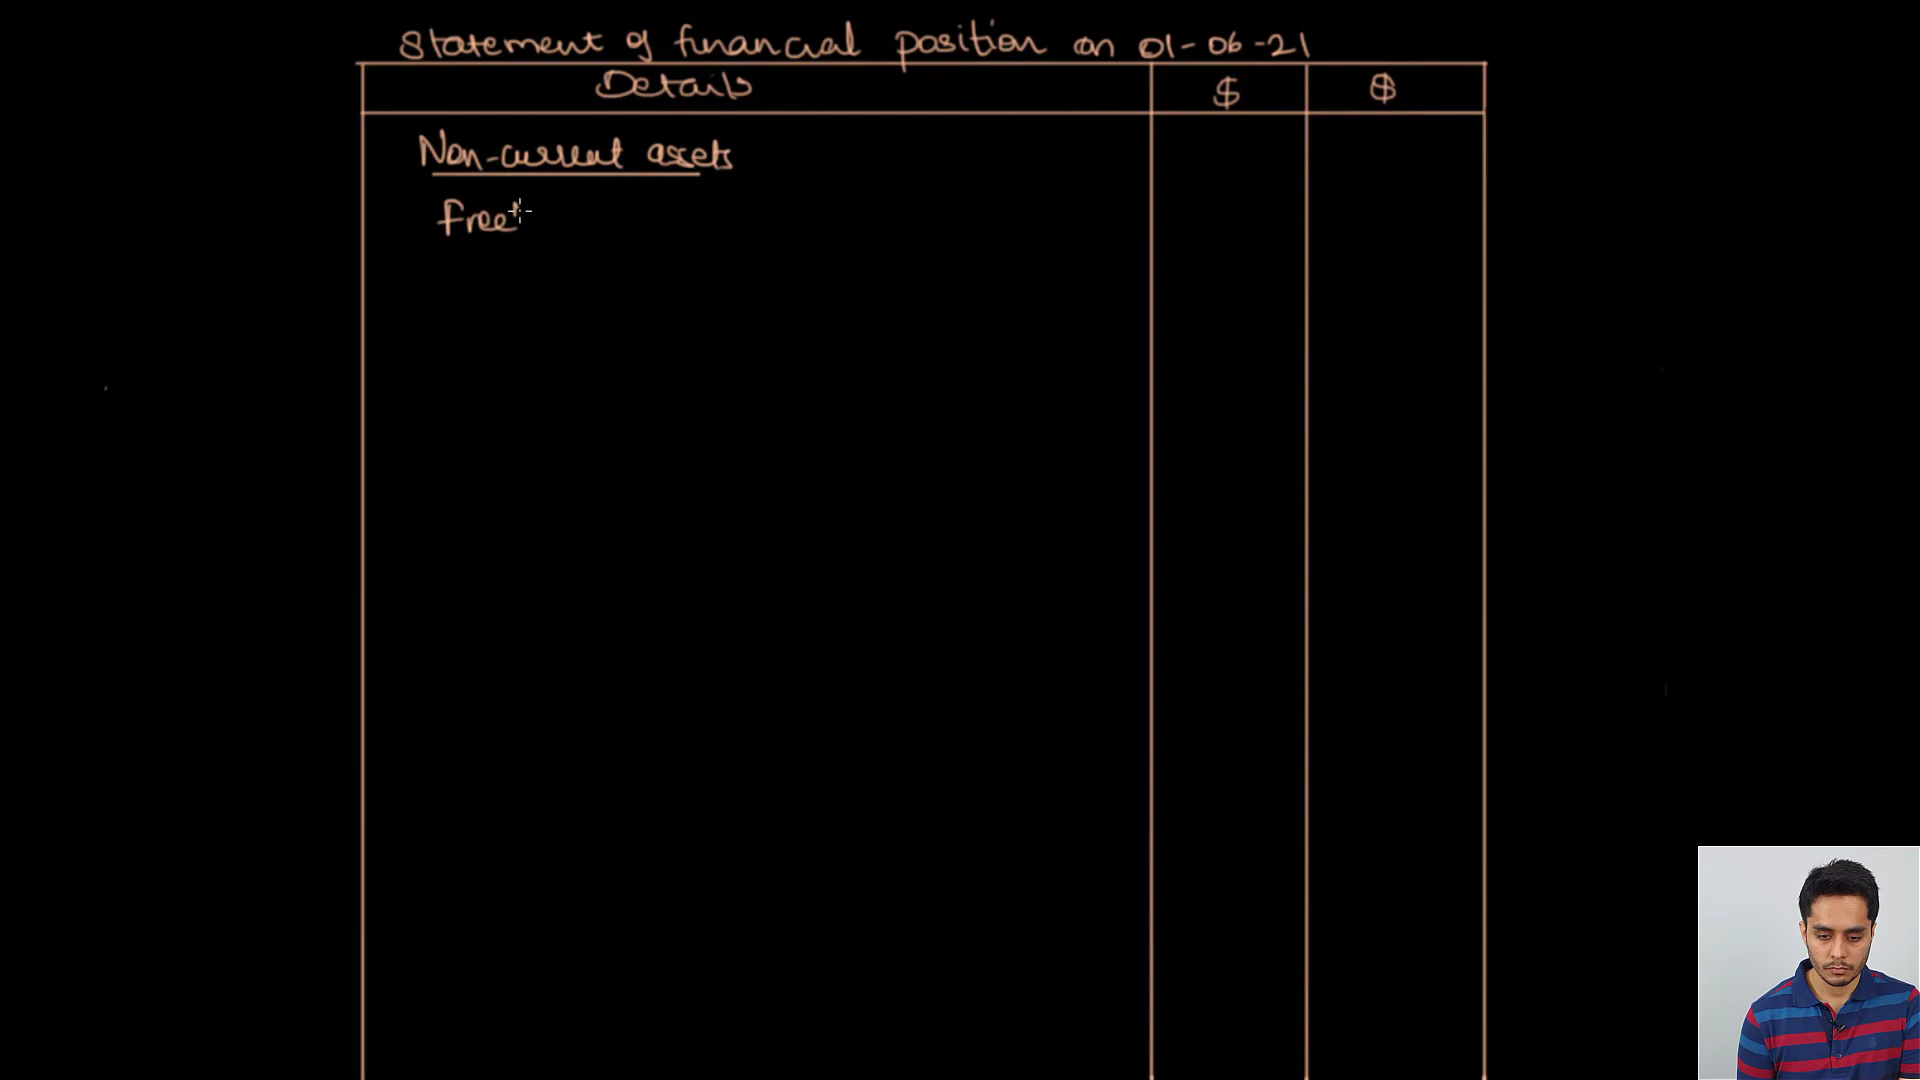 Statement of financial position on 01-06-21
Details $ $
Non-current assets
Free